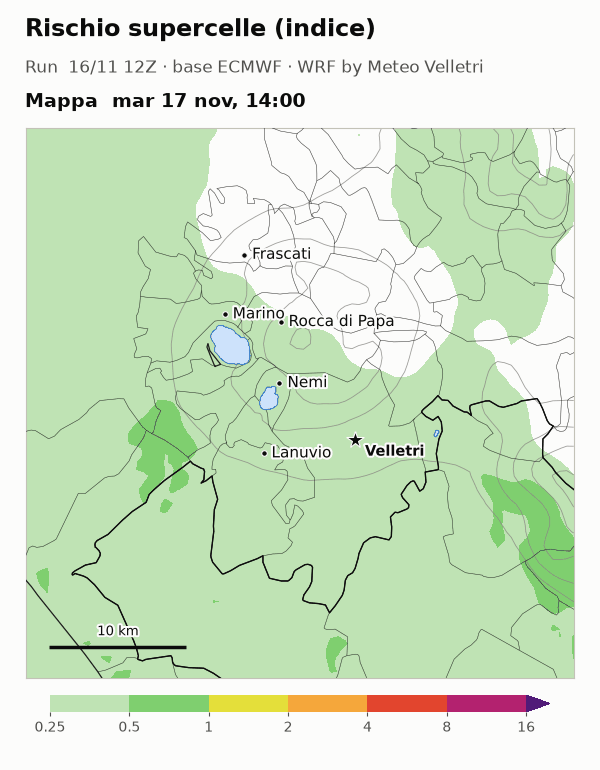 Rischio supercelle (indice)
Run  16/11 12Z · base ECMWF · WRF by Meteo Velletri
Mappa  mar 17 nov, 14:00
Frascati
Marino
Rocca di Papa
Nemi
Velletri
Lanuvio
10 km
0.25 0.5 1 2 4 8 16